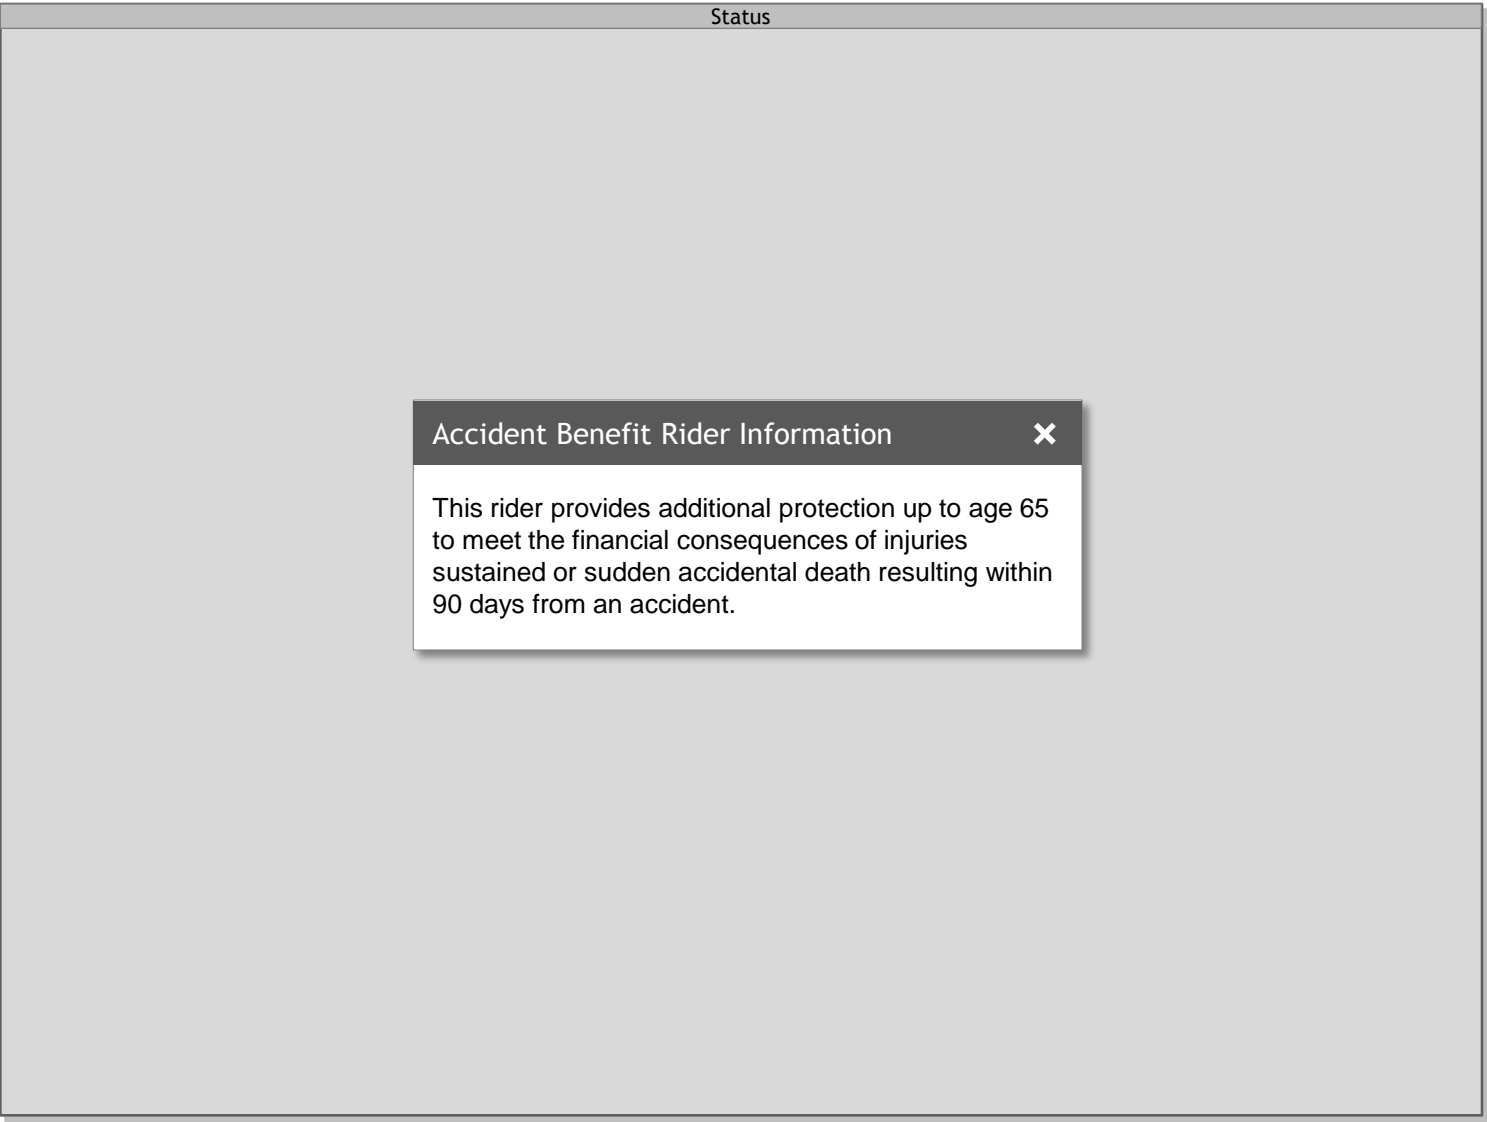 Status
Accident Benefit Rider Information
This rider provides additional protection up to age 65
to meet the financial consequences of injuries
sustained or sudden accidental death resulting within
90 days from an accident.